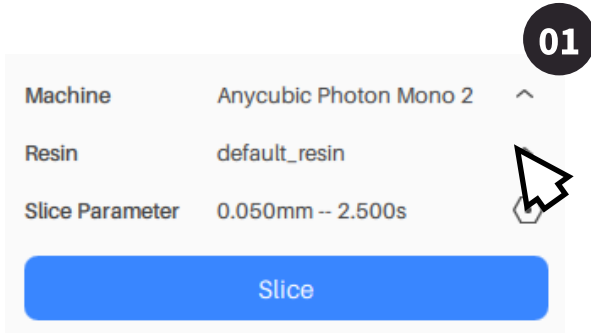 01
Machine Anycubic Photon Mono 2
Resin default_resin
Slice Parameter 0.050mm -- 2.500s
Slice